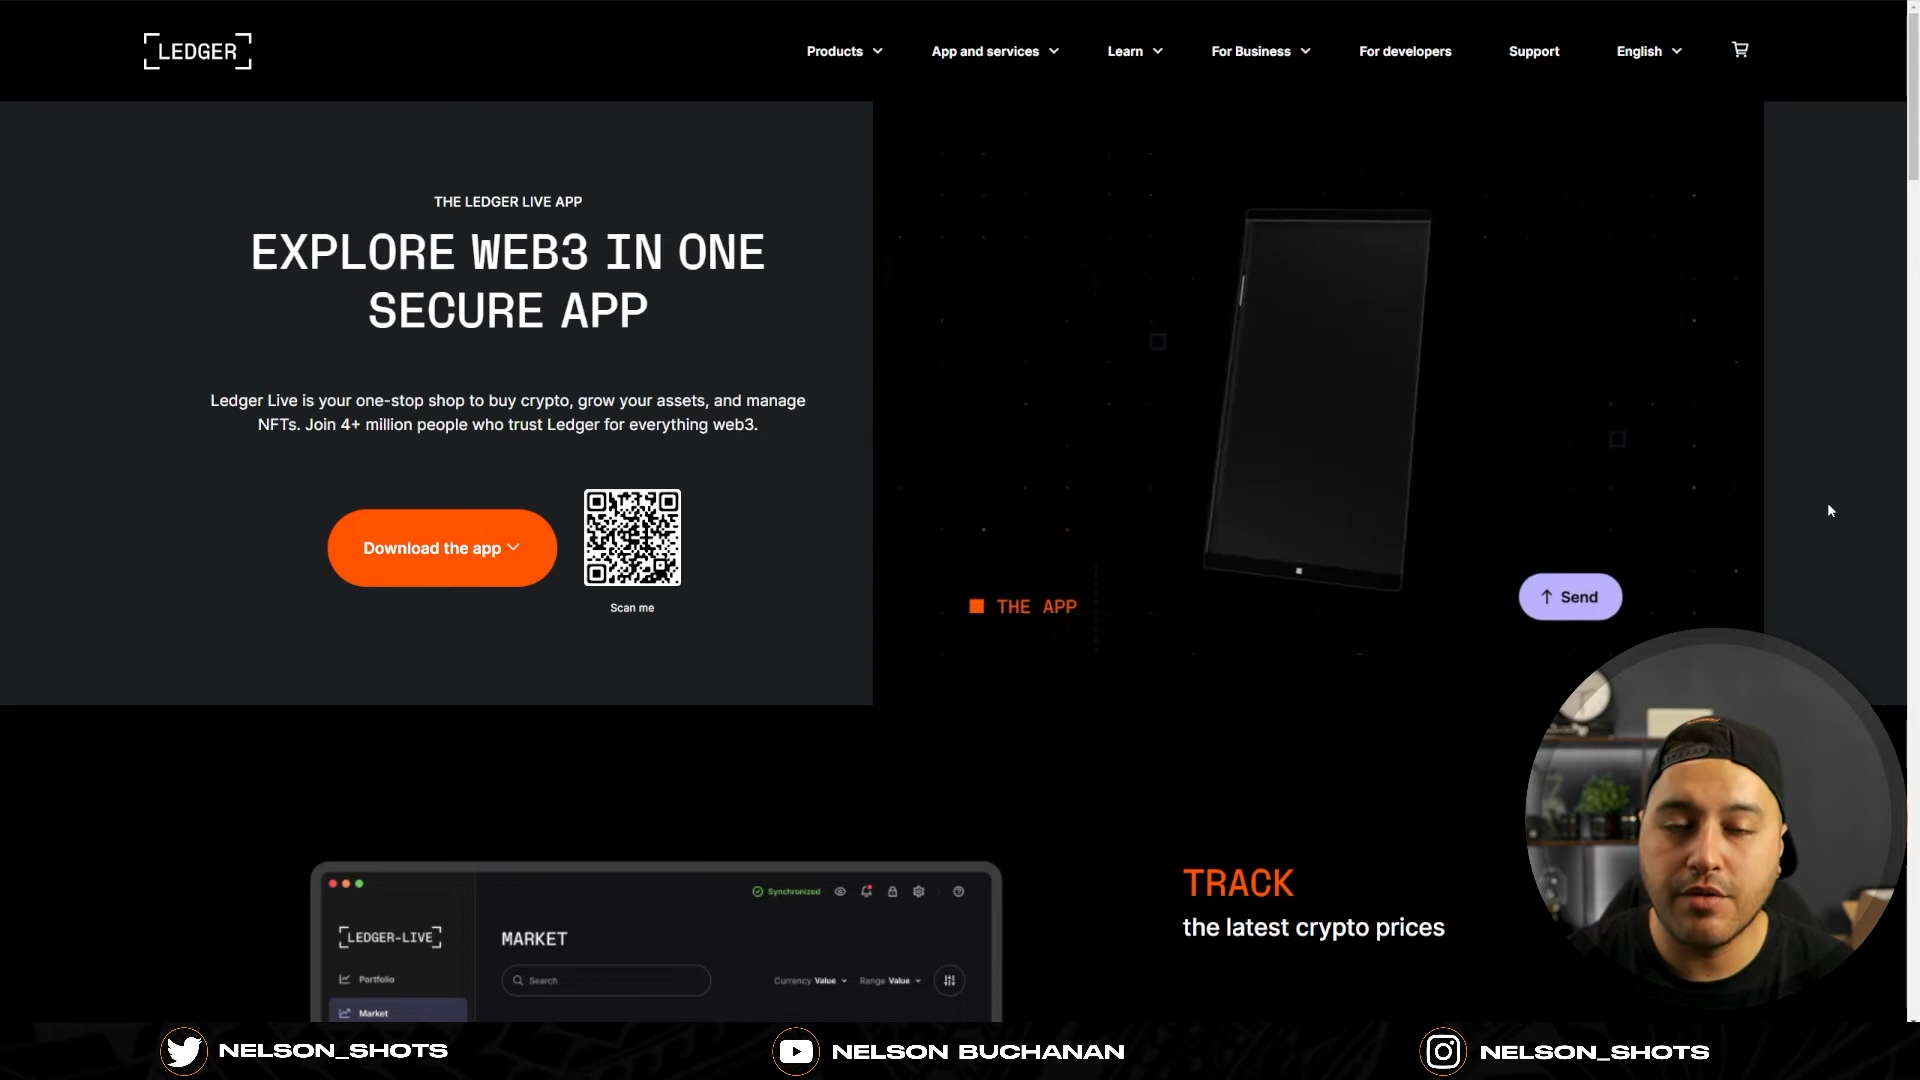 LEDGER
Products
App and services
Learn
For Business
For developers
Support
English
THE LEDGER LIVE APP
EXPLORE WEB3 IN ONE
SECURE APP
Ledger Live is your one-stop shop to buy crypto, grow your assets, and manage
NFTs. Join 4+ million people who trust Ledger for everything web3.
Download the app
Scan me
THE APP
↑ Send
TRACK
the latest crypto prices
Synchronized
LEDGER-LIVE
MARKET
Portfolio
Search
Currency Value
Range Value
Market
NELSON_SHOTS
NELSON BUCHANAN
NELSON_SHOTS